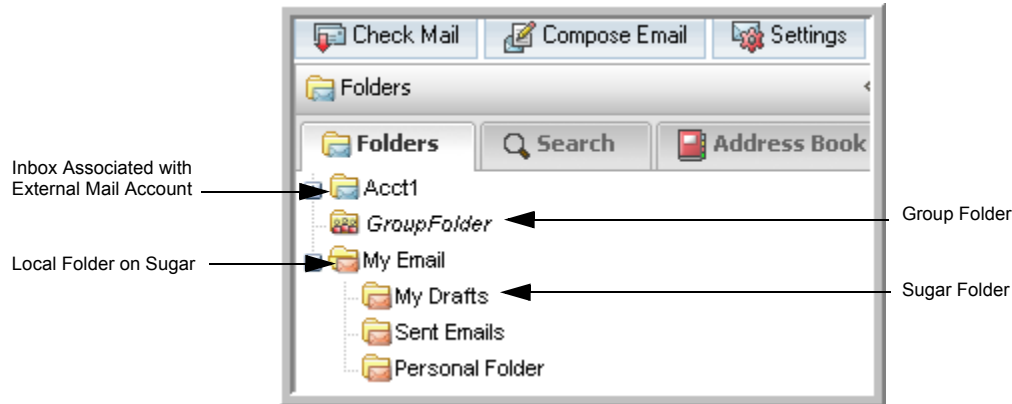 Check Mail Compose Email Settings
Folders
Folders Search Address Book
Inbox Associated with
External Mail Account
Acct1
GroupFolder
Group Folder
Local Folder on Sugar
My Email
My Drafts
Sugar Folder
Sent Emails
Personal Folder